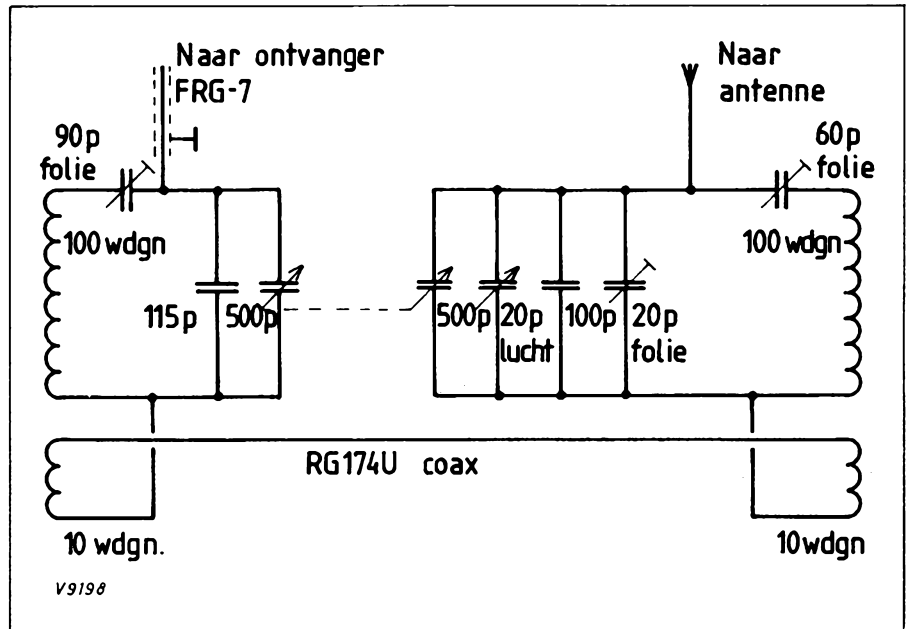 Naar ontvanger
FRG-7
Naar
antenne
90p
folie
60p
folie
100 wdgn
100 wdgn
115p
500p
500p
20p
lucht
100p
20p
folie
RG174U coax
10 wdgn.
10wdgn
V9198